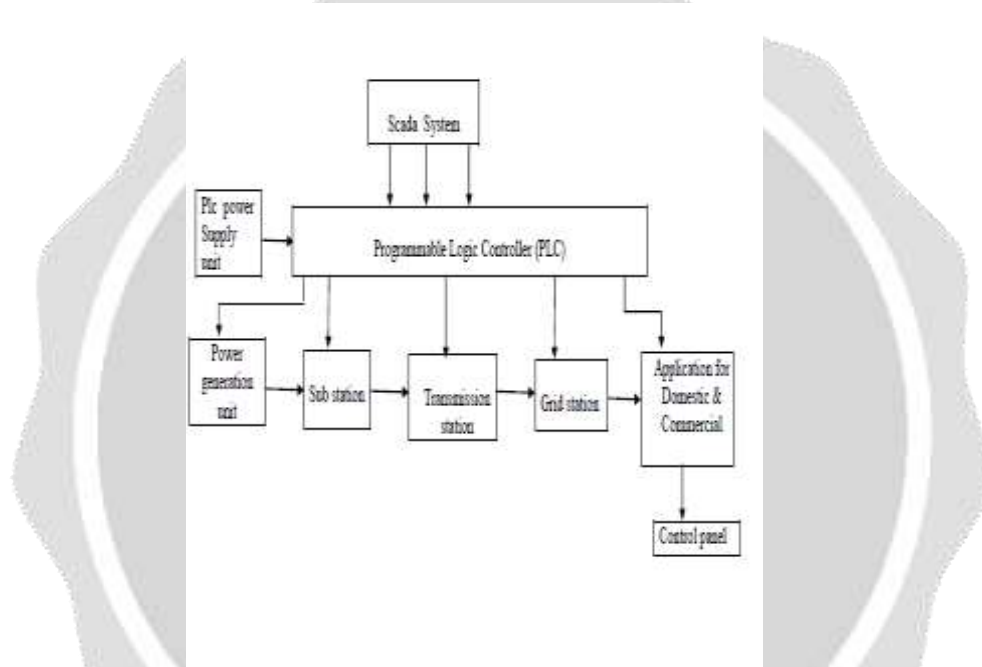 Scada System
Plc power
Supply
unit
Programmable Logic Controller (PLC)
Power
generation
unit
Sub station
Transmission
station
Grid station
Application for
Domestic &
Commercial
Control panel